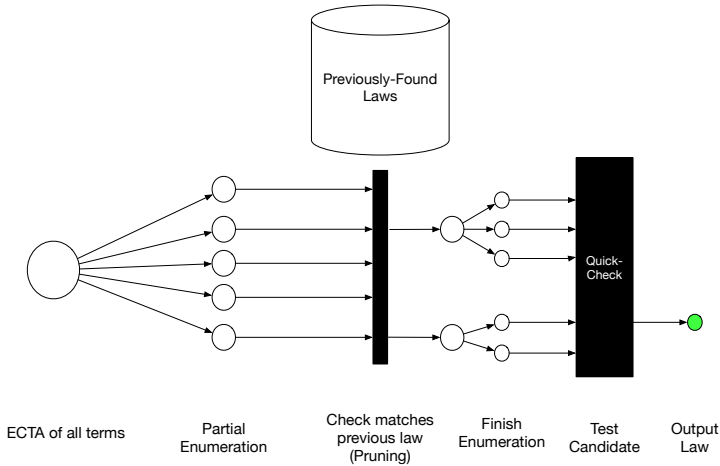 Previously-Found
Laws
Quick-
Check
ECTA of all terms
Partial
Enumeration
Check matches
previous law
(Pruning)
Finish
Enumeration
Test
Candidate
Output
Law